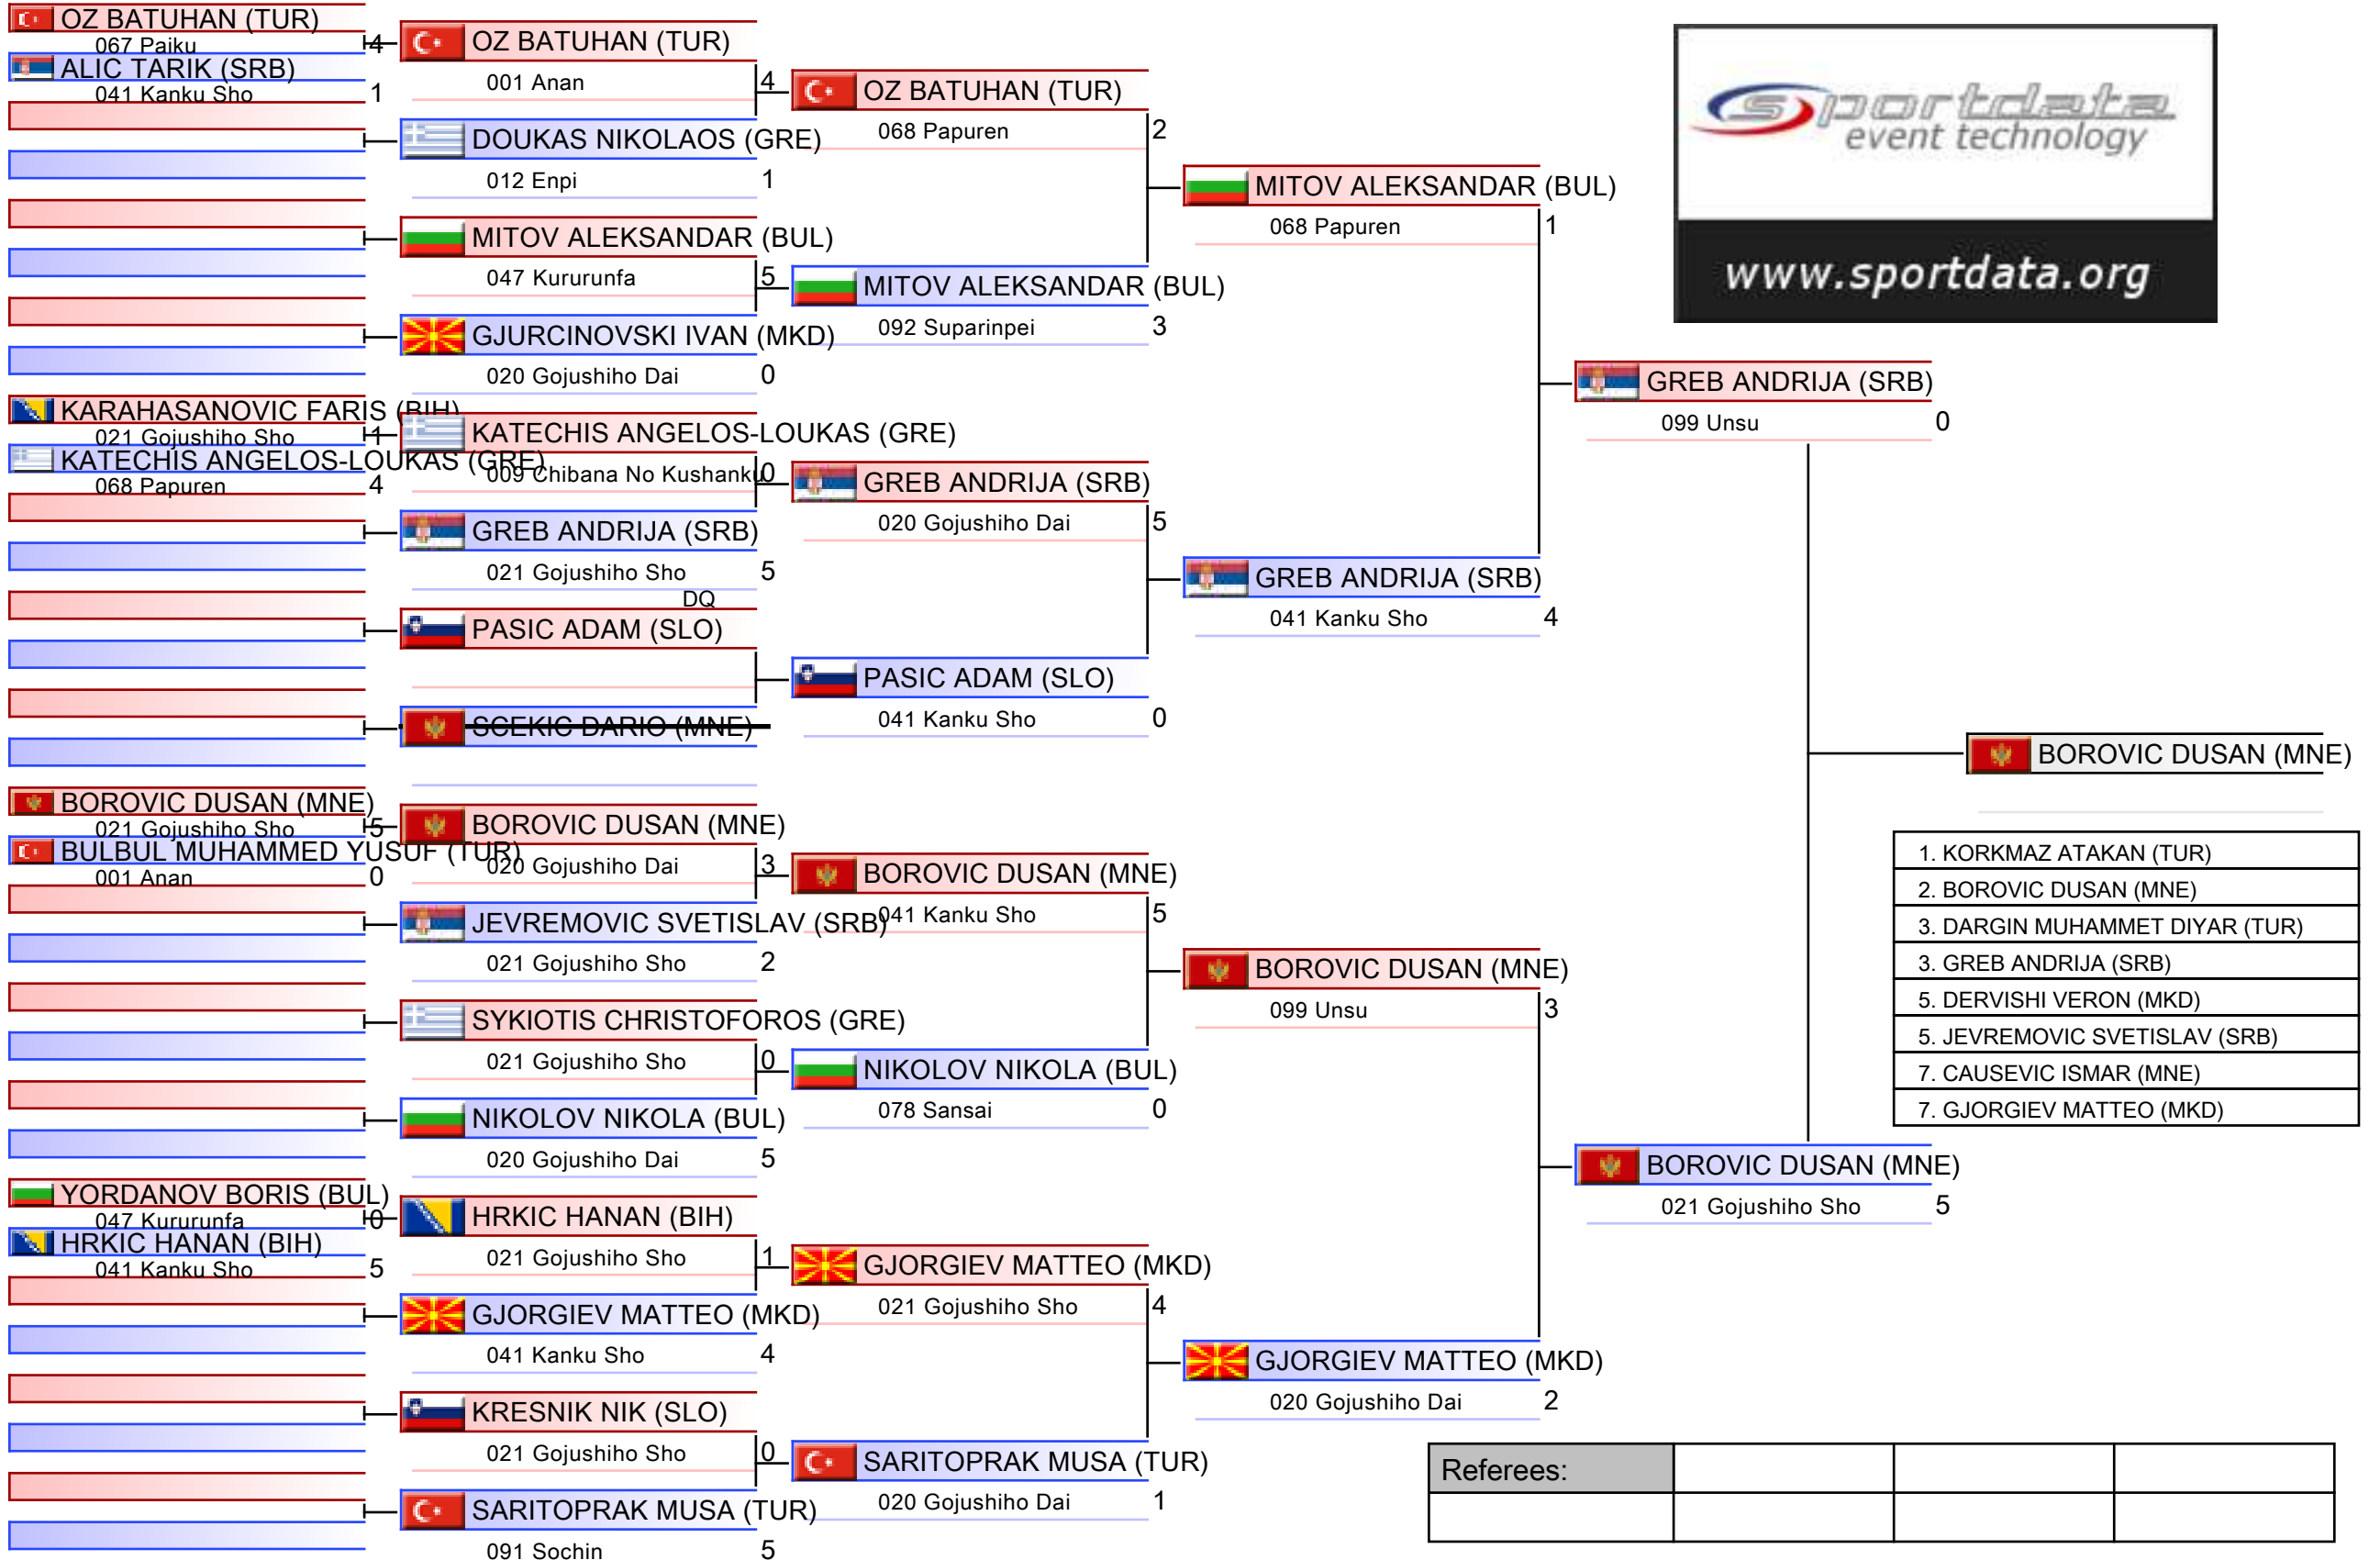 OZ BATUHAN (TUR)
067 Paiku 4
ALIC TARIK (SRB)
041 Kanku Sho 1
KARAHASANOVIC FARIS (BIH)
021 Gojushiho Sho 1
KATECHIS ANGELOS-LOUKAS (GRE)
068 Papuren 4
BOROVIC DUSAN (MNE)
021 Gojushiho Sho 5
BULBUL MUHAMMED YUSUF (TUR)
001 Anan 0
YORDANOV BORIS (BUL)
047 Kururunfa 0
HRKIC HANAN (BIH)
041 Kanku Sho 5
OZ BATUHAN (TUR)
001 Anan 4
DOUKAS NIKOLAOS (GRE)
012 Enpi 1
MITOV ALEKSANDAR (BUL)
047 Kururunfa 5
GJURCINOVSKI IVAN (MKD)
020 Gojushiho Dai 0
KATECHIS ANGELOS-LOUKAS (GRE)
009 Chibana No Kushanku 0
GREB ANDRIJA (SRB)
021 Gojushiho Sho 5
DQ
PASIC ADAM (SLO)
SCEKIC DARIO (MNE)
BOROVIC DUSAN (MNE)
020 Gojushiho Dai 3
JEVREMOVIC SVETISLAV (SRB)
021 Gojushiho Sho 2
SYKIOTIS CHRISTOFOROS (GRE)
021 Gojushiho Sho 0
NIKOLOV NIKOLA (BUL)
020 Gojushiho Dai 5
HRKIC HANAN (BIH)
021 Gojushiho Sho 1
GJORGIEV MATTEO (MKD)
041 Kanku Sho 4
KRESNIK NIK (SLO)
021 Gojushiho Sho 0
SARITOPRAK MUSA (TUR)
091 Sochin 5
OZ BATUHAN (TUR)
068 Papuren 2
MITOV ALEKSANDAR (BUL)
092 Suparinpei 3
GREB ANDRIJA (SRB)
020 Gojushiho Dai 5
PASIC ADAM (SLO)
041 Kanku Sho 0
BOROVIC DUSAN (MNE)
041 Kanku Sho 5
NIKOLOV NIKOLA (BUL)
078 Sansai 0
GJORGIEV MATTEO (MKD)
021 Gojushiho Sho 4
SARITOPRAK MUSA (TUR)
020 Gojushiho Dai 1
MITOV ALEKSANDAR (BUL)
068 Papuren 1
GREB ANDRIJA (SRB)
041 Kanku Sho 4
BOROVIC DUSAN (MNE)
099 Unsu 3
GJORGIEV MATTEO (MKD)
020 Gojushiho Dai 2
GREB ANDRIJA (SRB)
099 Unsu 0
BOROVIC DUSAN (MNE)
021 Gojushiho Sho 5
BOROVIC DUSAN (MNE)
sportdata
event technology
www.sportdata.org
1. KORKMAZ ATAKAN (TUR)
2. BOROVIC DUSAN (MNE)
3. DARGIN MUHAMMET DIYAR (TUR)
3. GREB ANDRIJA (SRB)
5. DERVISHI VERON (MKD)
5. JEVREMOVIC SVETISLAV (SRB)
7. CAUSEVIC ISMAR (MNE)
7. GJORGIEV MATTEO (MKD)
Referees: